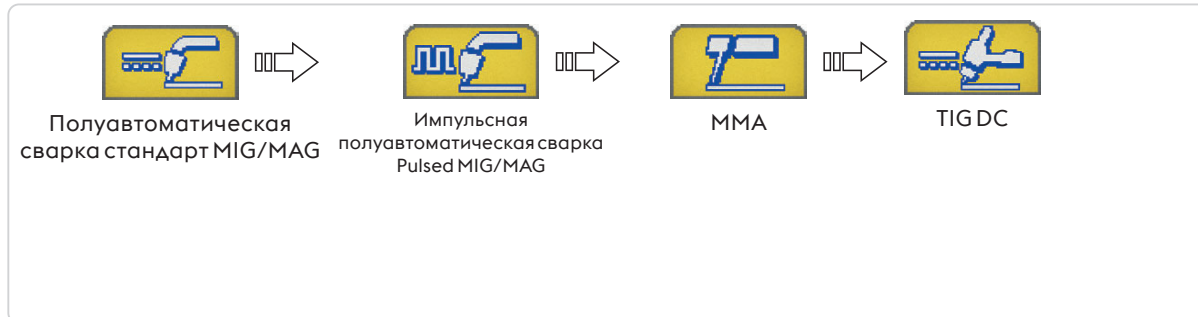 Полуавтоматическая
сварка стандарт MIG/MAG
Импульсная
полуавтоматическая сварка
Pulsed MIG/MAG
MMA
TIG DC